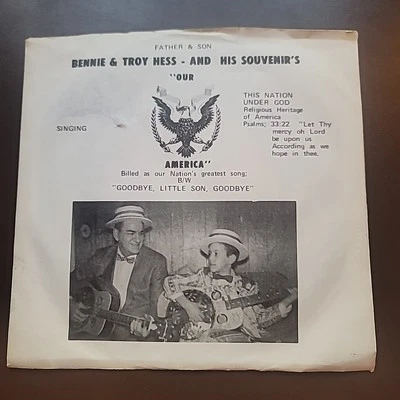 FATHER & SON
BENNIE & TROY HESS - AND HIS SOUVENIR'S
"OUR
SINGING
THIS NATION
UNDER GOD
Religious Heritage
of America
Psalms; 33:22 "Let Thy
mercy oh Lord
be upon us
According as we
hope in thee.
AMERICA"
Billed as our Nation's greatest song;
B/W
"GOODBYE, LITTLE SON, GOODBYE"